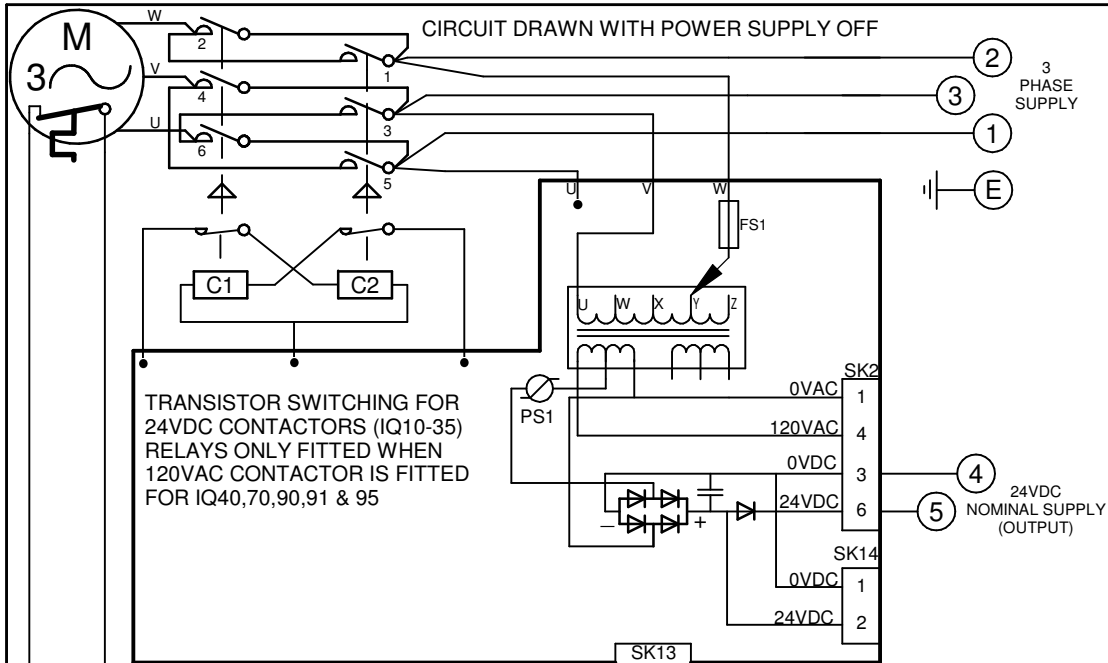 CIRCUIT DRAWN WITH POWER SUPPLY OFF
W
M
3
V
U
2
1
4
3
6
5
2
3
1
E
3
PHASE
SUPPLY
C1
C2
U
V
W
FS1
U
W
X
Y
Z
PS1
TRANSISTOR SWITCHING FOR
24VDC CONTACTORS (IQ10-35)
RELAYS ONLY FITTED WHEN
120VAC CONTACTOR IS FITTED
FOR IQ40,70,90,91 & 95
SK2
0VAC
1
120VAC
4
0VDC
3
24VDC
6
4
5
24VDC
NOMINAL SUPPLY
(OUTPUT)
–
+
SK14
0VDC
1
24VDC
2
SK13